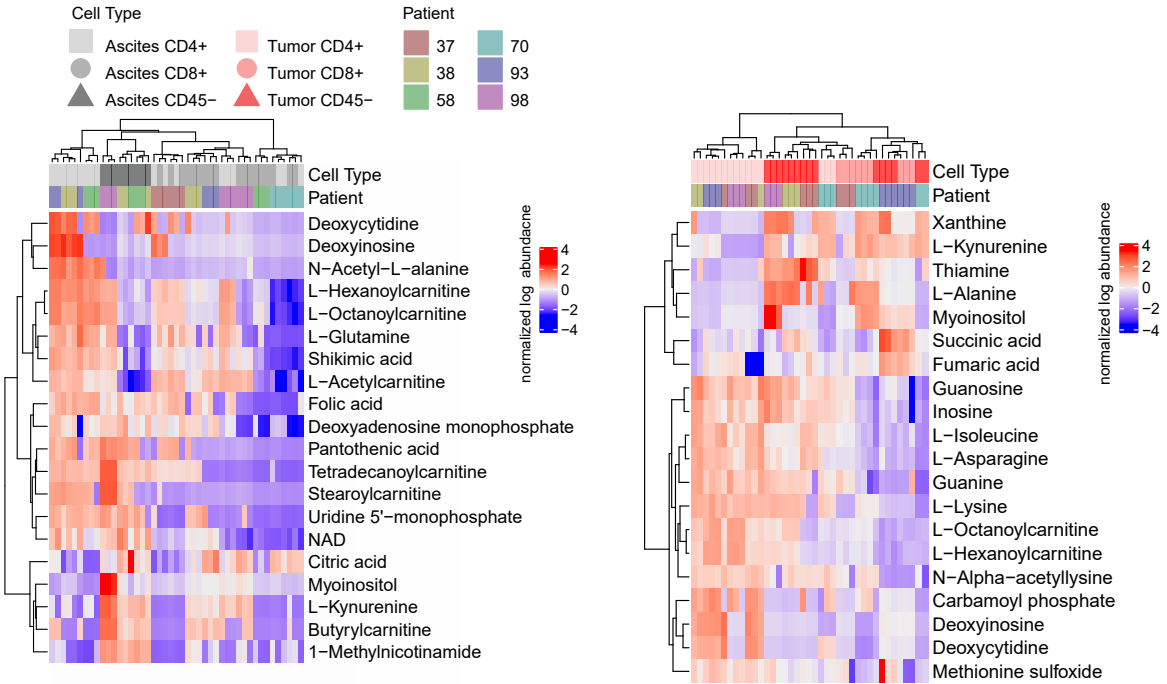 Cell Type
Patient
Ascites CD4+
Tumor CD4+
37
70
Ascites CD8+
Tumor CD8+
38
93
Ascites CD45−
Tumor CD45−
58
98
Cell Type
Patient
Deoxycytidine
Deoxyinosine
N−Acetyl−L−alanine
L−Hexanoylcarnitine
L−Octanoylcarnitine
L−Glutamine
Shikimic acid
L−Acetylcarnitine
Folic acid
Deoxyadenosine monophosphate
Pantothenic acid
Tetradecanoylcarnitine
Stearoylcarnitine
Uridine 5'−monophosphate
NAD
Citric acid
Myoinositol
L−Kynurenine
Butyrylcarnitine
1−Methylnicotinamide
normalized log abundacne
4
2
0
−2
−4
Cell Type
Patient
Xanthine
L−Kynurenine
Thiamine
L−Alanine
Myoinositol
Succinic acid
Fumaric acid
Guanosine
Inosine
L−Isoleucine
L−Asparagine
Guanine
L−Lysine
L−Octanoylcarnitine
L−Hexanoylcarnitine
N−Alpha−acetyllysine
Carbamoyl phosphate
Deoxyinosine
Deoxycytidine
Methionine sulfoxide
normalized log abundance
4
2
0
−2
−4